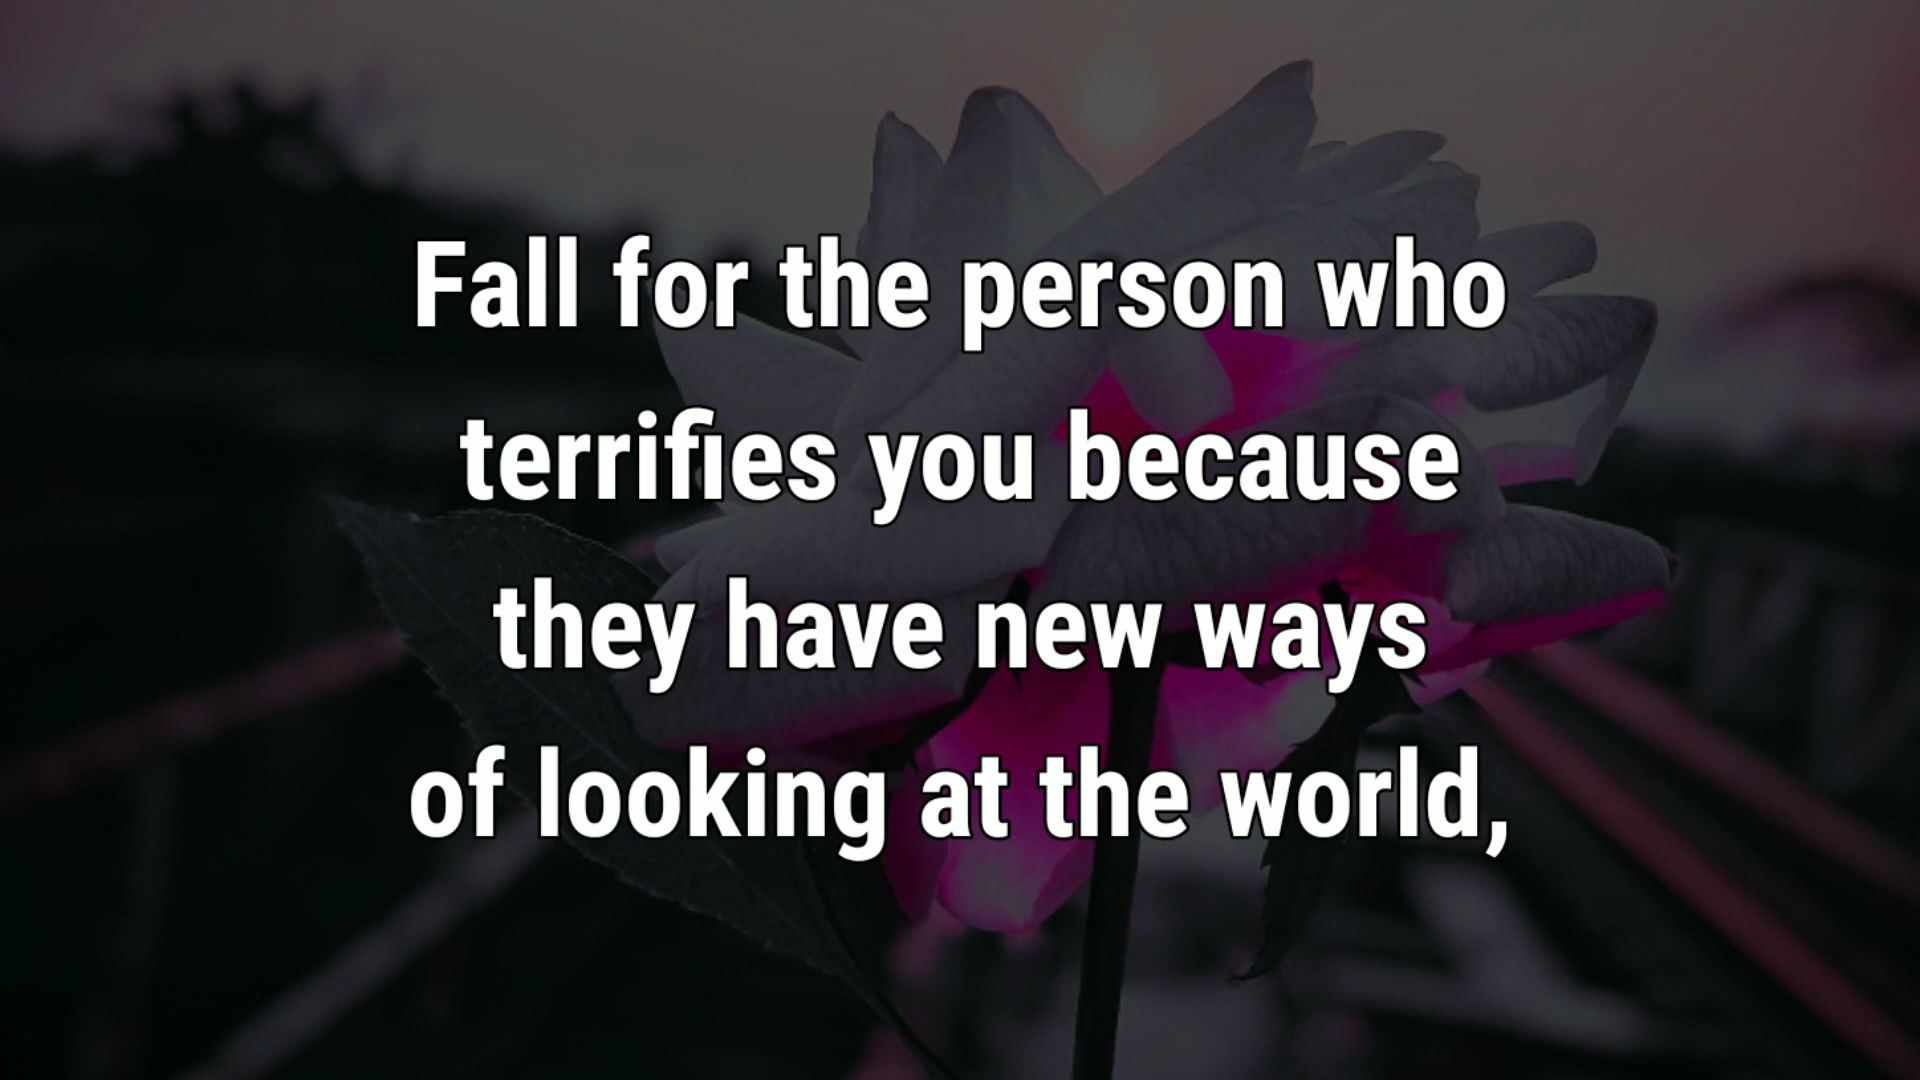 Fall for the person who
terrifies you because
they have new ways
of looking at the world,